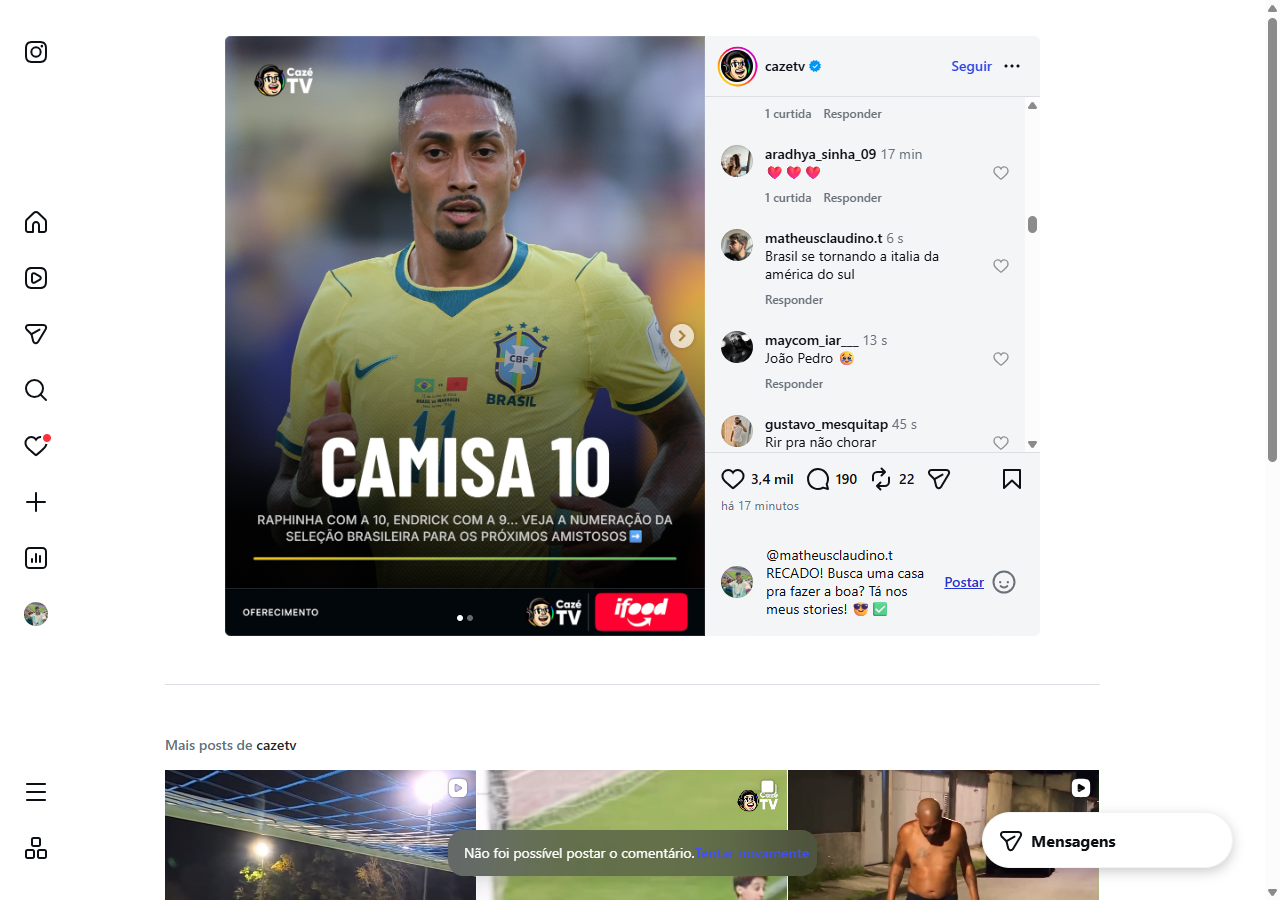 Cazé
TV
CBF
BRASIL
11
CAMISA 10
RAPHINHA COM A 10, ENDRICK COM A 9... VEJA A NUMERAÇÃO DA
SELEÇÃO BRASILEIRA PARA OS PRÓXIMOS AMISTOSOS➡️
OFERECIMENTO
Cazé
TV
ifood
cazetv
Seguir
1 curtida Responder
aradhya_sinha_09 17 min
❤️❤️❤️
1 curtida Responder
matheusclaudino.t 6 s
Brasil se tornando a italia da
américa do sul
Responder
maycom_iar___ 13 s
João Pedro 🥹
Responder
gustavo_mesquitap 45 s
Rir pra não chorar
3,4 mil 190 22
há 17 minutos
@matheusclaudino.t
RECADO! Busca uma casa
pra fazer a boa? Tá nos
meus stories! 😎 ✅
Postar
Mais posts de cazetv
Cazé
TV
Não foi possível postar o comentário.Tentar novamente
Mensagens